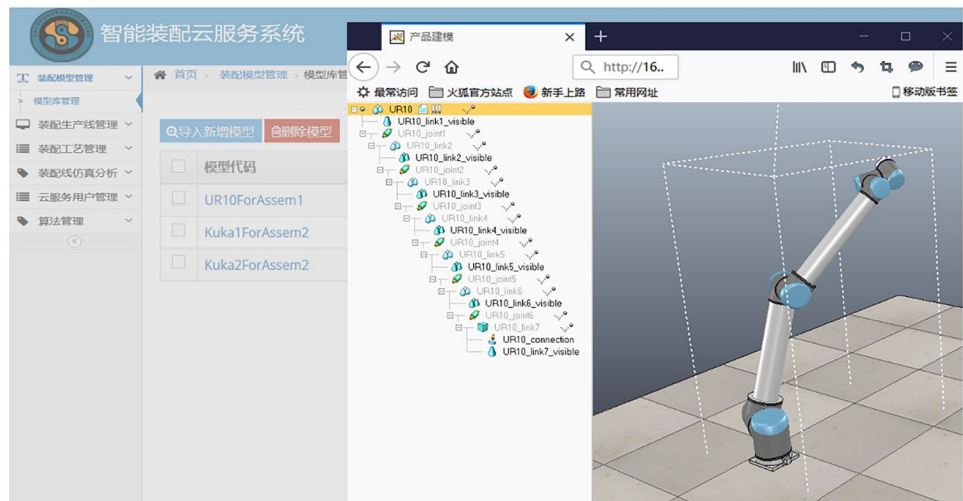 智能装配云服务系统
装配模型管理
模型库管理
装配生产线管理
装配工艺管理
装配线仿真分析
云服务用户管理
算法管理
首页 > 装配模型管理 > 模型库管
导入新增模型 删除模型
模型代码
UR10ForAssem1
Kuka1ForAssem2
Kuka2ForAssem2
产品建模
http://16..
最常访问 火狐官方站点 新手上路 常用网址 移动版书签
UR10
UR10_link1_visible
UR10_joint1
UR10_link2
UR10_link2_visible
UR10_joint2
UR10_link3
UR10_link3_visible
UR10_joint3
UR10_link4
UR10_link4_visible
UR10_joint4
UR10_link5
UR10_link5_visible
UR10_joint5
UR10_link6
UR10_link6_visible
UR10_joint6
UR10_link7
UR10_connection
UR10_link7_visible